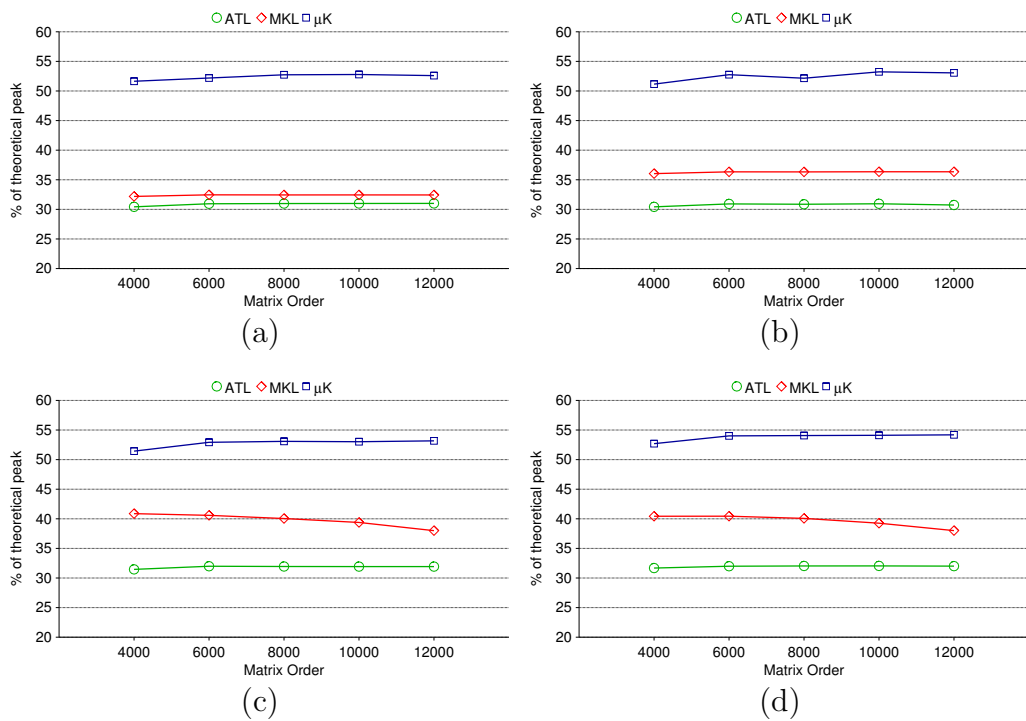 ATL MKL µK
% of theoretical peak
60
55
50
45
40
35
30
25
20
4000 6000 8000 10000 12000
Matrix Order
(a)
ATL MKL µK
% of theoretical peak
60
55
50
45
40
35
30
25
20
4000 6000 8000 10000 12000
Matrix Order
(b)
ATL MKL µK
% of theoretical peak
60
55
50
45
40
35
30
25
20
4000 6000 8000 10000 12000
Matrix Order
(c)
ATL MKL µK
% of theoretical peak
60
55
50
45
40
35
30
25
20
4000 6000 8000 10000 12000
Matrix Order
(d)